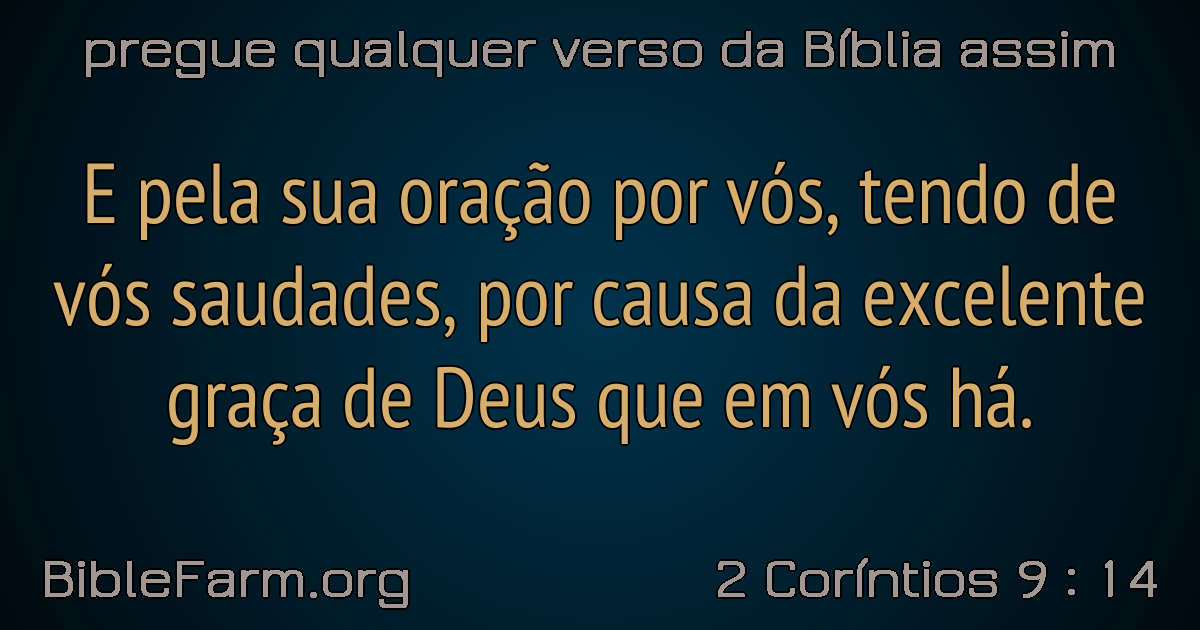 pregue qualquer verso da Bíblia assim
E pela sua oração por vós, tendo de
vós saudades, por causa da excelente
graça de Deus que em vós há.
BibleFarm.org
2 Coríntios 9 : 14